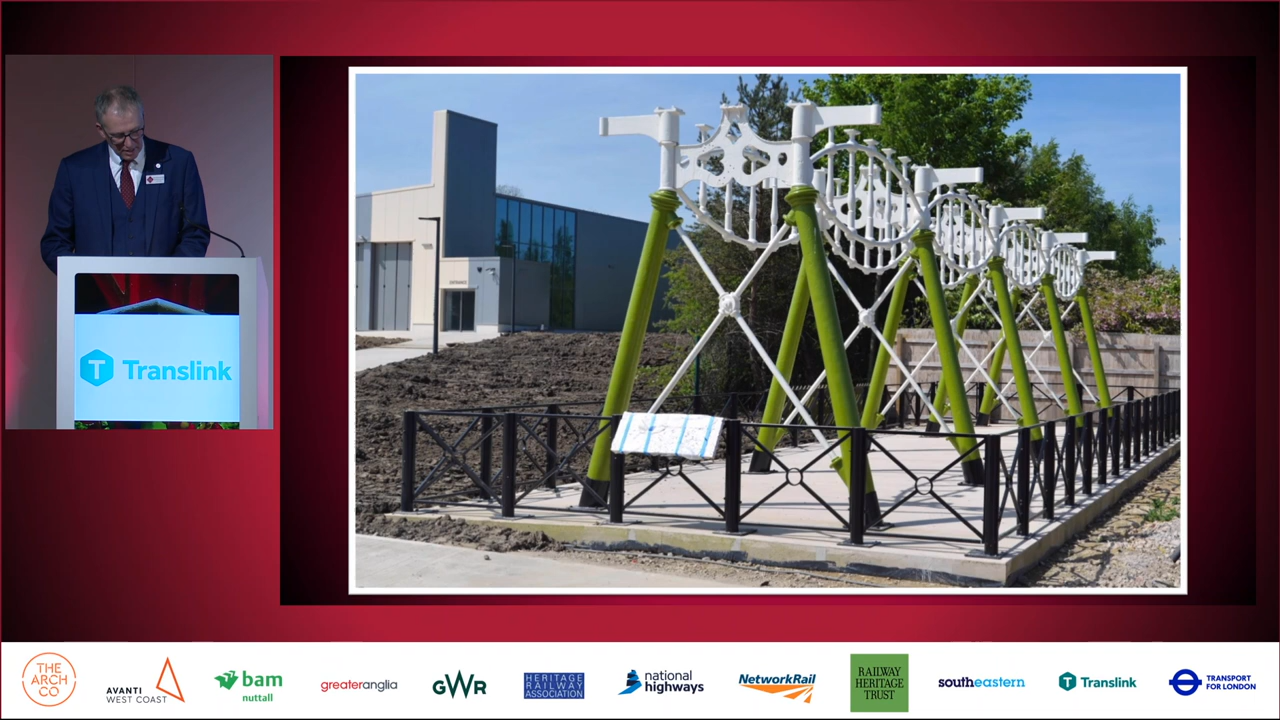 Translink
ENTRANCE
THE
ARCH
CO
AVANTI
WEST COAST
bam
nuttall
greateranglia
GWR
HERITAGE
RAILWAY
ASSOCIATION
national
highways
NetworkRail
RAILWAY
HERITAGE
TRUST
southeastern
Translink
TRANSPORT
FOR LONDON